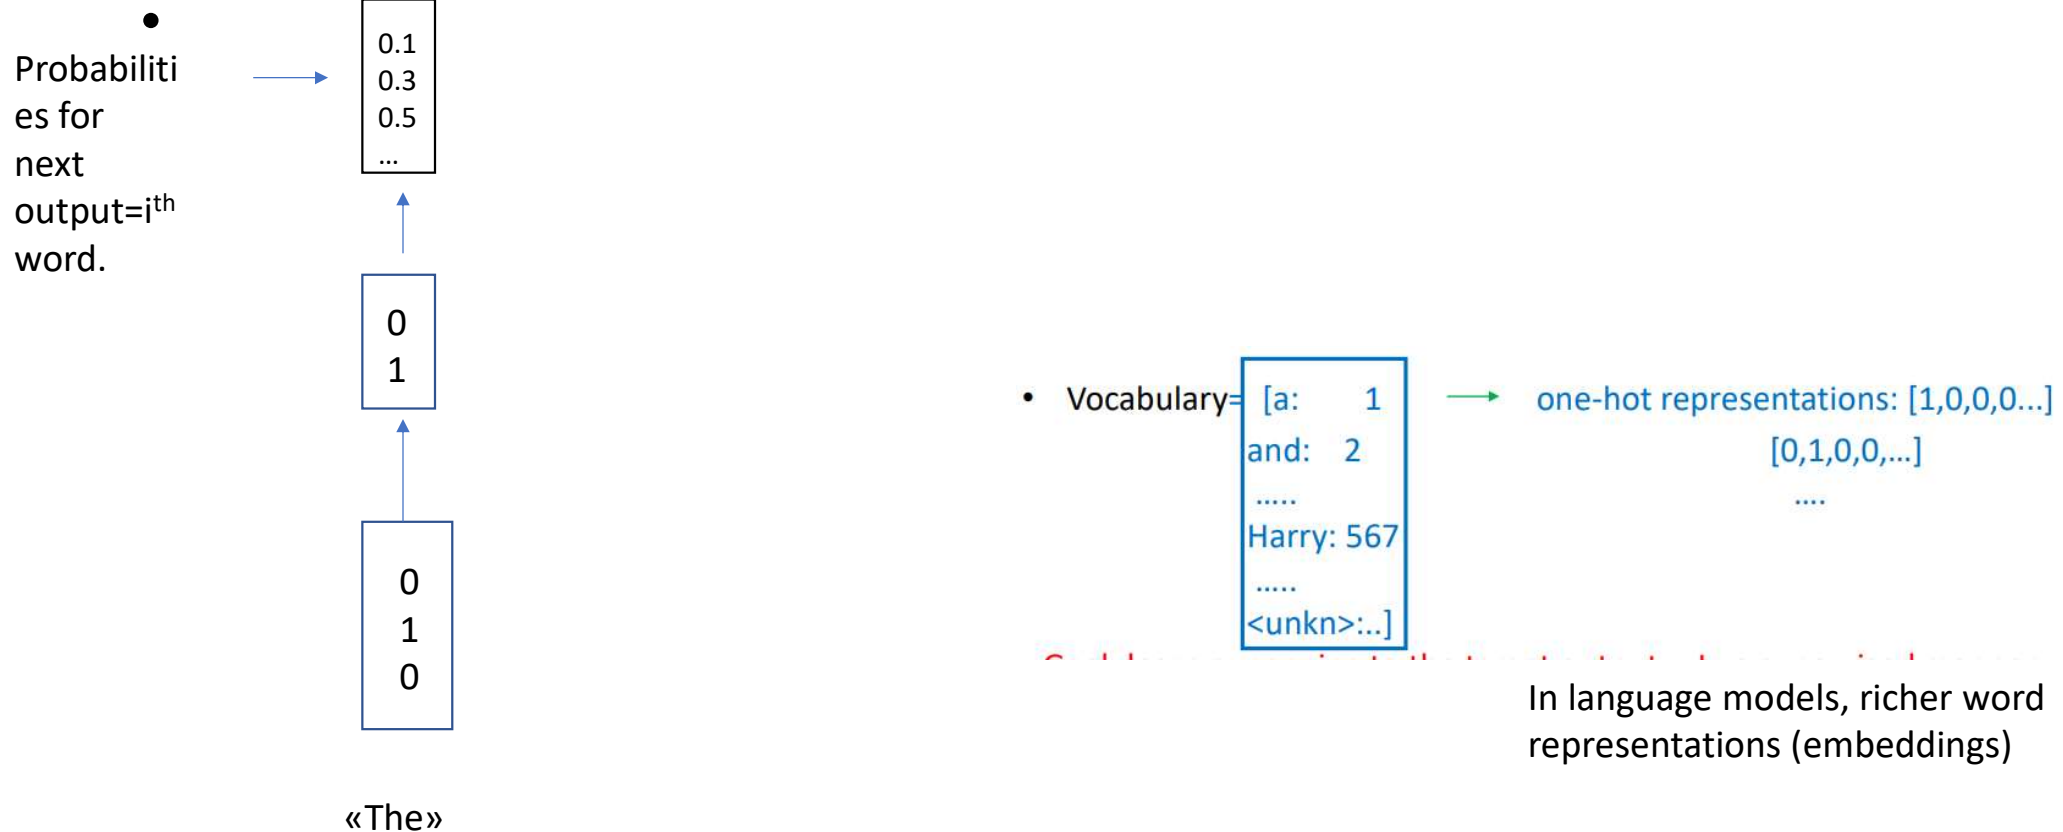 •
Probabiliti
es for
next
output=iᵗʰ
word.
0.1
0.3
0.5
...
0
1
0
1
0
«The»
• Vocabulary= [a: 1 one-hot representations: [1,0,0,0...]
and: 2 [0,1,0,0,...]
..... ....
Harry: 567
.....
<unkn>:..]
In language models, richer word
representations (embeddings)